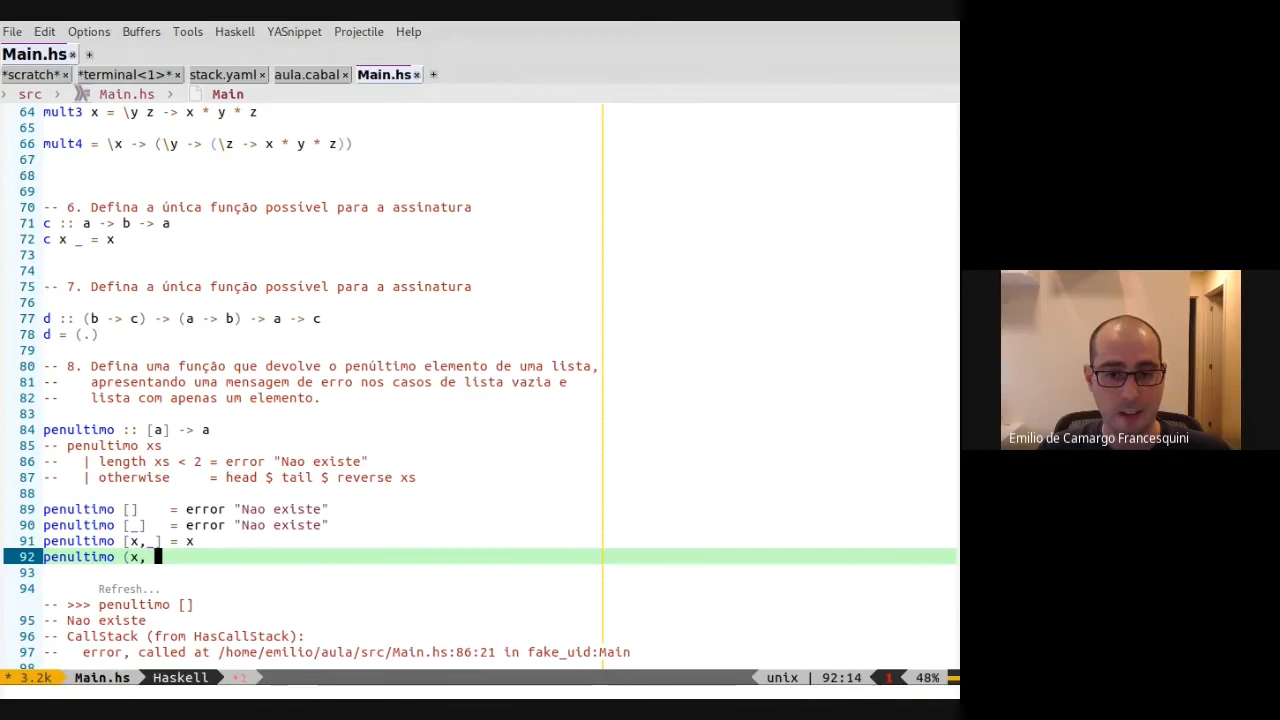 File Edit Options Buffers Tools Haskell YASnippet Projectile Help
Main.hs × +
*scratch* × *terminal<1>* × stack.yaml × aula.cabal × Main.hs × +
> src > Main.hs > Main
64 mult3 x = \y z -> x * y * z
65
66 mult4 = \x -> (\y -> (\z -> x * y * z))
67
68
69
70 -- 6. Defina a única função possivel para a assinatura
71 c :: a -> b -> a
72 c x _ = x
73
74
75 -- 7. Defina a única função possivel para a assinatura
76
77 d :: (b -> c) -> (a -> b) -> a -> c
78 d = (.)
79
80 -- 8. Defina uma função que devolve o penúltimo elemento de uma lista,
81 --    apresentando uma mensagem de erro nos casos de lista vazia e
82 --    lista com apenas um elemento.
83
84 penultimo :: [a] -> a
85 -- penultimo xs
86 --   | length xs < 2 = error "Nao existe"
87 --   | otherwise     = head $ tail $ reverse xs
88
89 penultimo []    = error "Nao existe"
90 penultimo [_]   = error "Nao existe"
91 penultimo [x,_] = x
92 penultimo (x,
93
94 Refresh...
-- >>> penultimo []
95 -- Nao existe
96 -- CallStack (from HasCallStack):
97 --   error, called at /home/emilio/aula/src/Main.hs:86:21 in fake_uid:Main
98
* 3.2k Main.hs Haskell •1 unix | 92:14 1 48%
Emilio de Camargo Francesquini